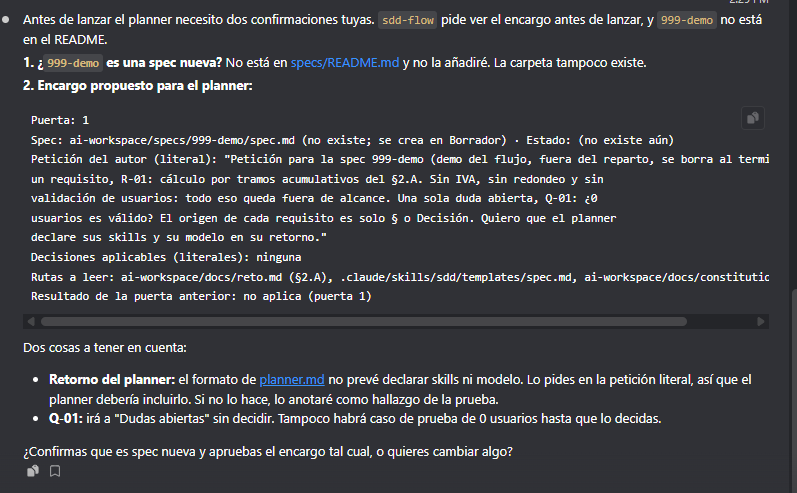 Antes de lanzar el planner necesito dos confirmaciones tuyas. sdd-flow pide ver el encargo antes de lanzar, y 999-demo no está
en el README.
1. ¿999-demo es una spec nueva? No está en specs/README.md y no la añadiré. La carpeta tampoco existe.
2. Encargo propuesto para el planner:
Puerta: 1
Spec: ai-workspace/specs/999-demo/spec.md (no existe; se crea en Borrador) · Estado: (no existe aún)
Petición del autor (literal): "Petición para la spec 999-demo (demo del flujo, fuera del reparto, se borra al termi
un requisito, R-01: cálculo por tramos acumulativos del §2.A. Sin IVA, sin redondeo y sin
validación de usuarios: todo eso queda fuera de alcance. Una sola duda abierta, Q-01: ¿0
usuarios es válido? El origen de cada requisito es solo § o Decisión. Quiero que el planner
declare sus skills y su modelo en su retorno."
Decisiones aplicables (literales): ninguna
Rutas a leer: ai-workspace/docs/reto.md (§2.A), .claude/skills/sdd/templates/spec.md, ai-workspace/docs/constitutio
Resultado de la puerta anterior: no aplica (puerta 1)
Dos cosas a tener en cuenta:
• Retorno del planner: el formato de planner.md no prevé declarar skills ni modelo. Lo pides en la petición literal, así que el
planner debería incluirlo. Si no lo hace, lo anotaré como hallazgo de la prueba.
• Q-01: irá a "Dudas abiertas" sin decidir. Tampoco habrá caso de prueba de 0 usuarios hasta que lo decidas.
¿Confirmas que es spec nueva y apruebas el encargo tal cual, o quieres cambiar algo?